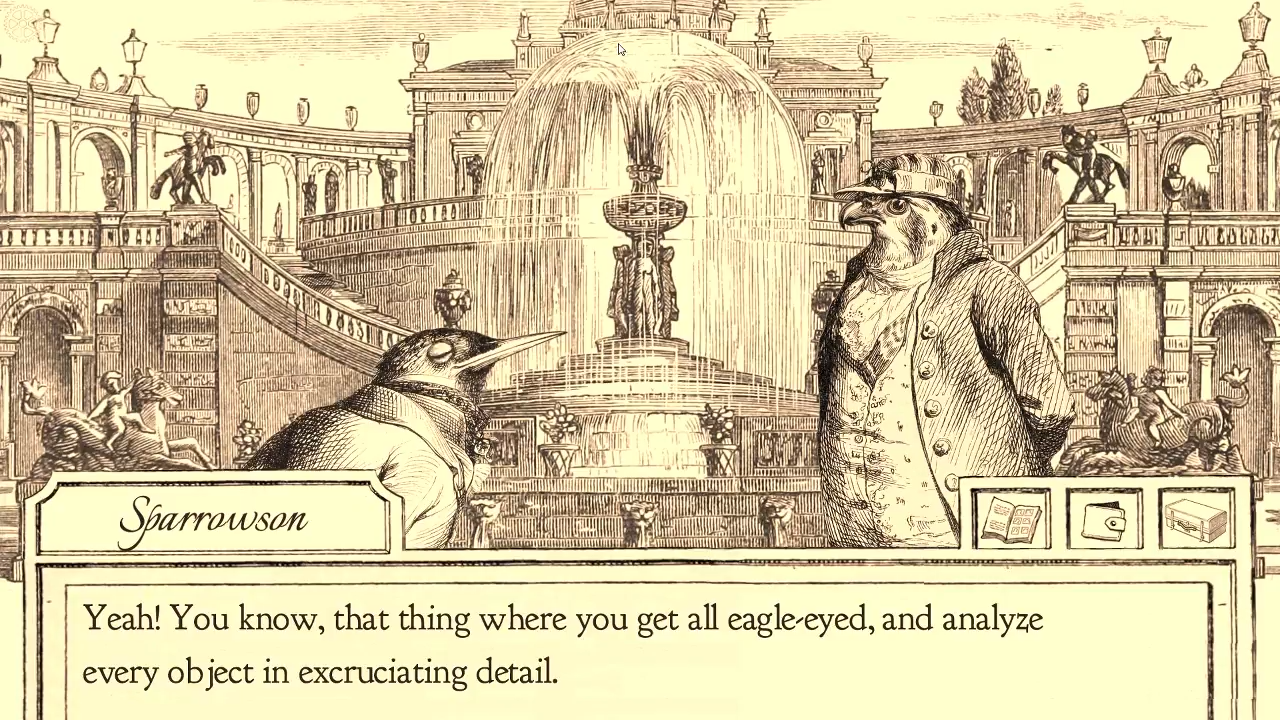 Sparrowson
Yeah! You know, that thing where you get all eagle-eyed, and analyze
every object in excruciating detail.